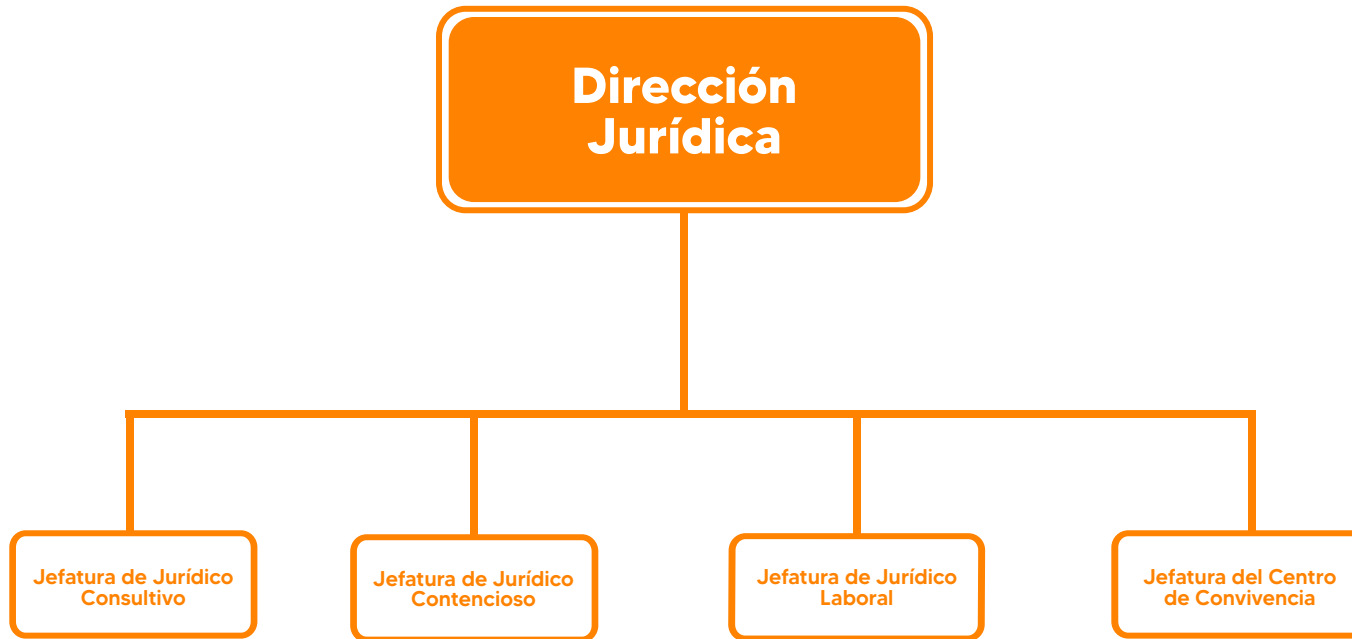 Dirección
Jurídica
Jefatura de Jurídico
Consultivo
Jefatura de Jurídico
Contencioso
Jefatura de Jurídico
Laboral
Jefatura del Centro
de Convivencia